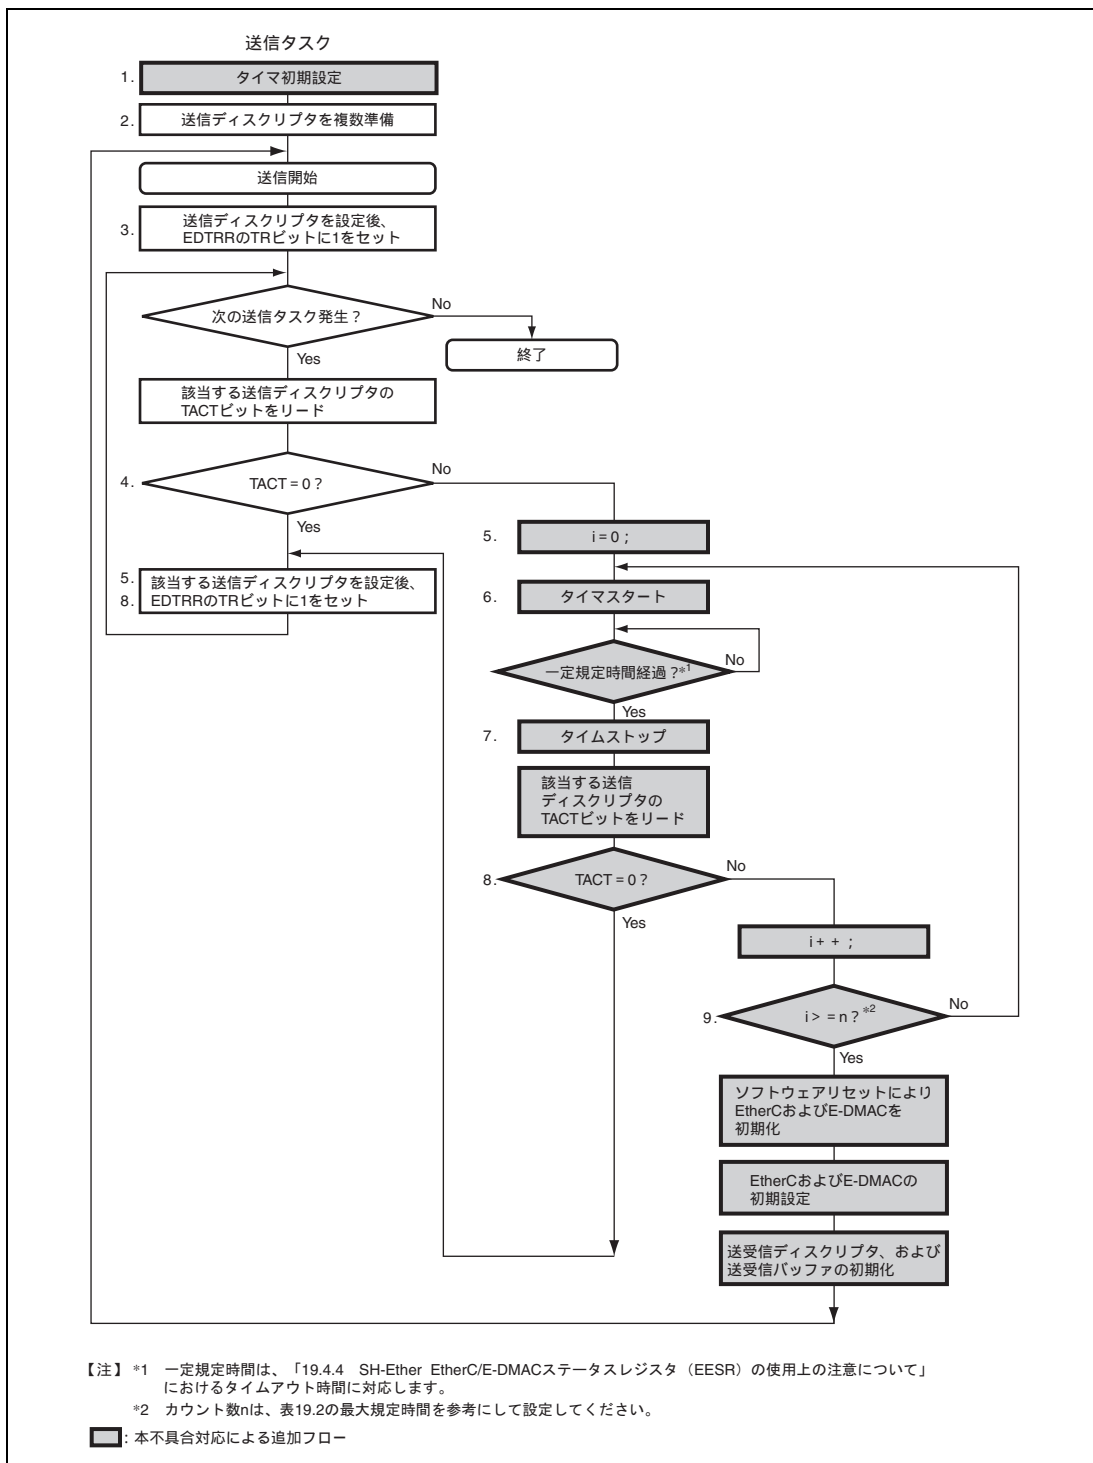 送信タスク
1. タイマ初期設定
2. 送信ディスクリプタを複数準備
送信開始
3. 送信ディスクリプタを設定後、
EDTRRのTRビットに1をセット
次の送信タスク発生？
No
終了
Yes
該当する送信ディスクリプタの
TACTビットをリード
4. TACT = 0 ?
No
Yes
5. 該当する送信ディスクリプタを設定後、
8. EDTRRのTRビットに1をセット
5. i = 0 ;
6. タイマスタート
一定規定時間経過？*1
No
Yes
7. タイムストップ
該当する送信
ディスクリプタの
TACTビットをリード
8. TACT = 0 ?
No
Yes
i + + ;
9. i > = n ? *2
No
Yes
ソフトウェアリセットにより
EtherCおよびE-DMACを
初期化
EtherCおよびE-DMACの
初期設定
送受信ディスクリプタ、および
送受信バッファの初期化
【注】 *1 一定規定時間は、「19.4.4 SH-Ether EtherC/E-DMACステータスレジスタ（EESR）の使用上の注意について」
におけるタイムアウト時間に対応します。
*2 カウント数nは、表19.2の最大規定時間を参考にして設定してください。
: 本不具合対応による追加フロー